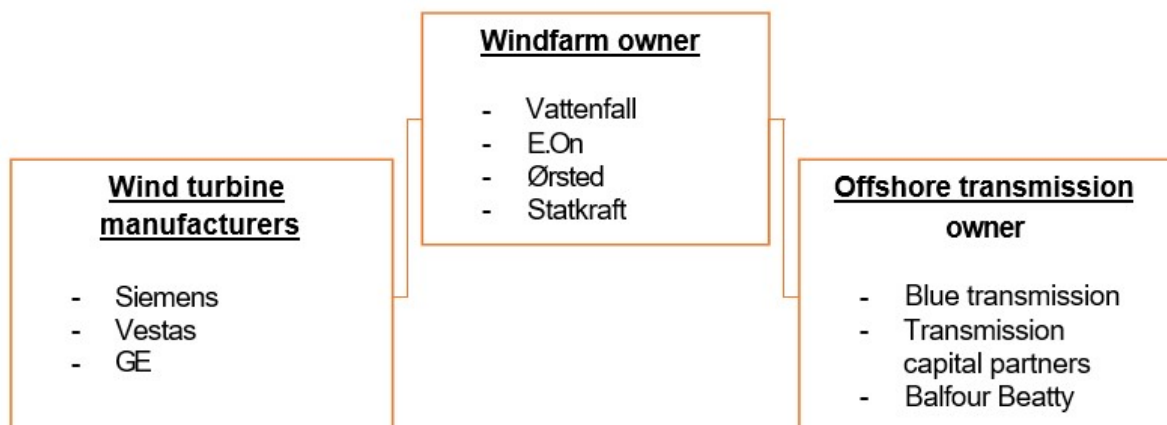 Windfarm owner
- Vattenfall
- E.On
- Ørsted
- Statkraft
Wind turbine
manufacturers
- Siemens
- Vestas
- GE
Offshore transmission
owner
- Blue transmission
- Transmission
capital partners
- Balfour Beatty